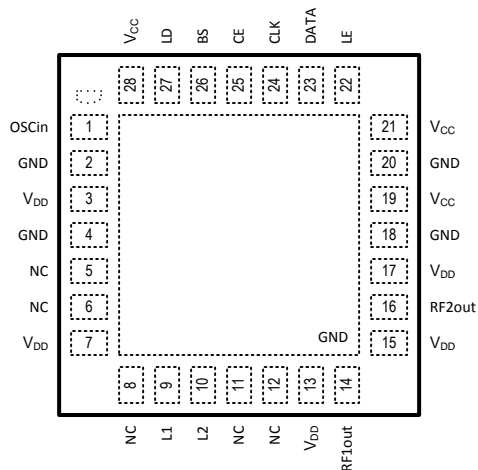 Vcc
LD
BS
CE
CLK
DATA
LE
28
27
26
25
24
23
22
OSCin 1
GND 2
VDD 3
GND 4
NC 5
NC 6
VDD 7
21 Vcc
20 GND
19 Vcc
18 GND
17 VDD
16 RF2out
15 VDD
GND
8
9
10
11
12
13
14
NC
L1
L2
NC
NC
VDD
RF1out